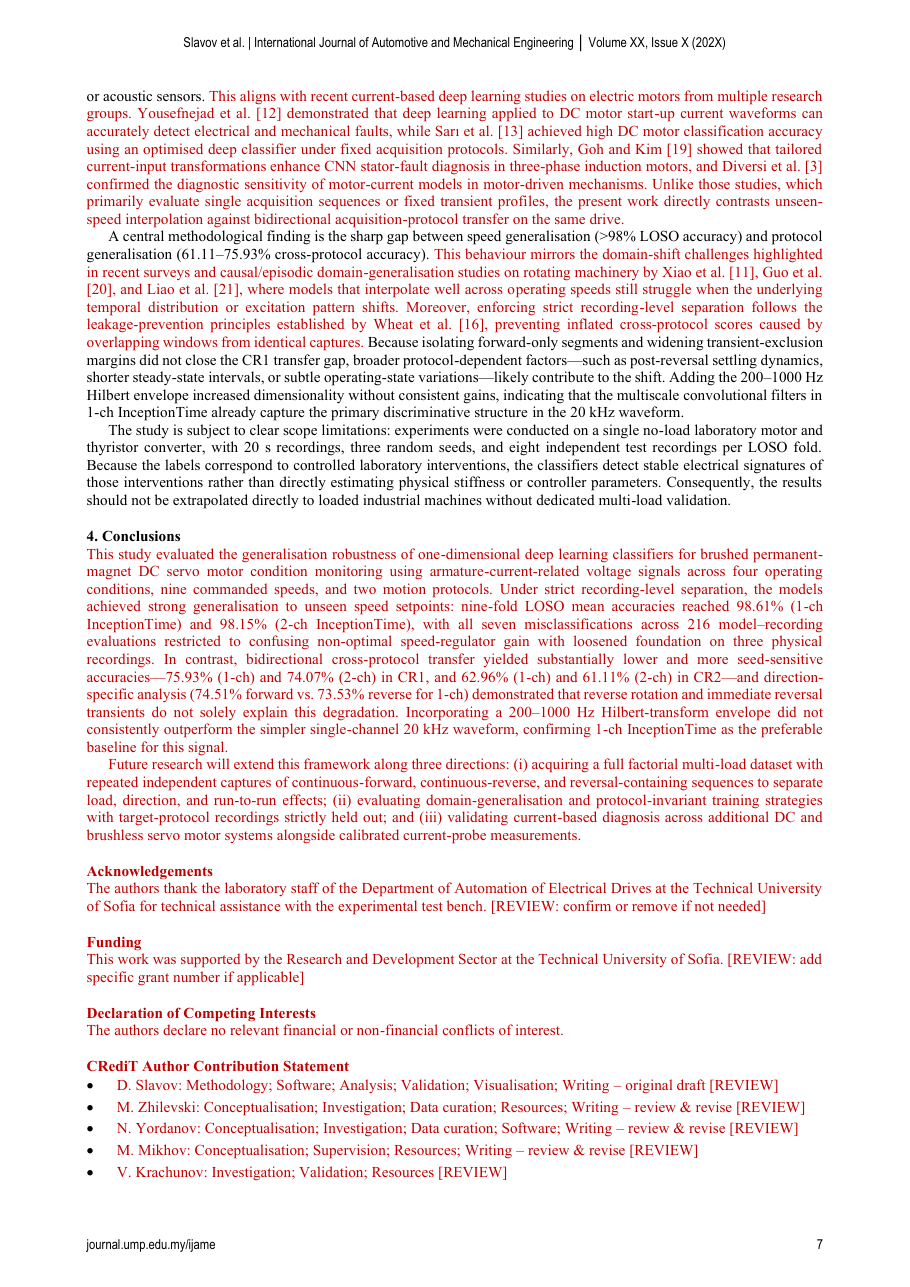 Slavov et al. | International Journal of Automotive and Mechanical Engineering │ Volume XX, Issue X (202X)
or acoustic sensors. This aligns with recent current-based deep learning studies on electric motors from multiple research
groups. Yousefnejad et al. [12] demonstrated that deep learning applied to DC motor start-up current waveforms can
accurately detect electrical and mechanical faults, while Sarı et al. [13] achieved high DC motor classification accuracy
using an optimised deep classifier under fixed acquisition protocols. Similarly, Goh and Kim [19] showed that tailored
current-input transformations enhance CNN stator-fault diagnosis in three-phase induction motors, and Diversi et al. [3]
confirmed the diagnostic sensitivity of motor-current models in motor-driven mechanisms. Unlike those studies, which
primarily evaluate single acquisition sequences or fixed transient profiles, the present work directly contrasts unseen-
speed interpolation against bidirectional acquisition-protocol transfer on the same drive.
A central methodological finding is the sharp gap between speed generalisation (>98% LOSO accuracy) and protocol
generalisation (61.11–75.93% cross-protocol accuracy). This behaviour mirrors the domain-shift challenges highlighted
in recent surveys and causal/episodic domain-generalisation studies on rotating machinery by Xiao et al. [11], Guo et al.
[20], and Liao et al. [21], where models that interpolate well across operating speeds still struggle when the underlying
temporal distribution or excitation pattern shifts. Moreover, enforcing strict recording-level separation follows the
leakage-prevention principles established by Wheat et al. [16], preventing inflated cross-protocol scores caused by
overlapping windows from identical captures. Because isolating forward-only segments and widening transient-exclusion
margins did not close the CR1 transfer gap, broader protocol-dependent factors—such as post-reversal settling dynamics,
shorter steady-state intervals, or subtle operating-state variations—likely contribute to the shift. Adding the 200–1000 Hz
Hilbert envelope increased dimensionality without consistent gains, indicating that the multiscale convolutional filters in
1-ch InceptionTime already capture the primary discriminative structure in the 20 kHz waveform.
The study is subject to clear scope limitations: experiments were conducted on a single no-load laboratory motor and
thyristor converter, with 20 s recordings, three random seeds, and eight independent test recordings per LOSO fold.
Because the labels correspond to controlled laboratory interventions, the classifiers detect stable electrical signatures of
those interventions rather than directly estimating physical stiffness or controller parameters. Consequently, the results
should not be extrapolated directly to loaded industrial machines without dedicated multi-load validation.
4. Conclusions
This study evaluated the generalisation robustness of one-dimensional deep learning classifiers for brushed permanent-
magnet DC servo motor condition monitoring using armature-current-related voltage signals across four operating
conditions, nine commanded speeds, and two motion protocols. Under strict recording-level separation, the models
achieved strong generalisation to unseen speed setpoints: nine-fold LOSO mean accuracies reached 98.61% (1-ch
InceptionTime) and 98.15% (2-ch InceptionTime), with all seven misclassifications across 216 model–recording
evaluations restricted to confusing non-optimal speed-regulator gain with loosened foundation on three physical
recordings. In contrast, bidirectional cross-protocol transfer yielded substantially lower and more seed-sensitive
accuracies—75.93% (1-ch) and 74.07% (2-ch) in CR1, and 62.96% (1-ch) and 61.11% (2-ch) in CR2—and direction-
specific analysis (74.51% forward vs. 73.53% reverse for 1-ch) demonstrated that reverse rotation and immediate reversal
transients do not solely explain this degradation. Incorporating a 200–1000 Hz Hilbert-transform envelope did not
consistently outperform the simpler single-channel 20 kHz waveform, confirming 1-ch InceptionTime as the preferable
baseline for this signal.
Future research will extend this framework along three directions: (i) acquiring a full factorial multi-load dataset with
repeated independent captures of continuous-forward, continuous-reverse, and reversal-containing sequences to separate
load, direction, and run-to-run effects; (ii) evaluating domain-generalisation and protocol-invariant training strategies
with target-protocol recordings strictly held out; and (iii) validating current-based diagnosis across additional DC and
brushless servo motor systems alongside calibrated current-probe measurements.
Acknowledgements
The authors thank the laboratory staff of the Department of Automation of Electrical Drives at the Technical University
of Sofia for technical assistance with the experimental test bench. [REVIEW: confirm or remove if not needed]
Funding
This work was supported by the Research and Development Sector at the Technical University of Sofia. [REVIEW: add
specific grant number if applicable]
Declaration of Competing Interests
The authors declare no relevant financial or non-financial conflicts of interest.
CRediT Author Contribution Statement
• D. Slavov: Methodology; Software; Analysis; Validation; Visualisation; Writing – original draft [REVIEW]
• M. Zhilevski: Conceptualisation; Investigation; Data curation; Resources; Writing – review & revise [REVIEW]
• N. Yordanov: Conceptualisation; Investigation; Data curation; Software; Writing – review & revise [REVIEW]
• M. Mikhov: Conceptualisation; Supervision; Resources; Writing – review & revise [REVIEW]
• V. Krachunov: Investigation; Validation; Resources [REVIEW]
journal.ump.edu.my/ijame 7